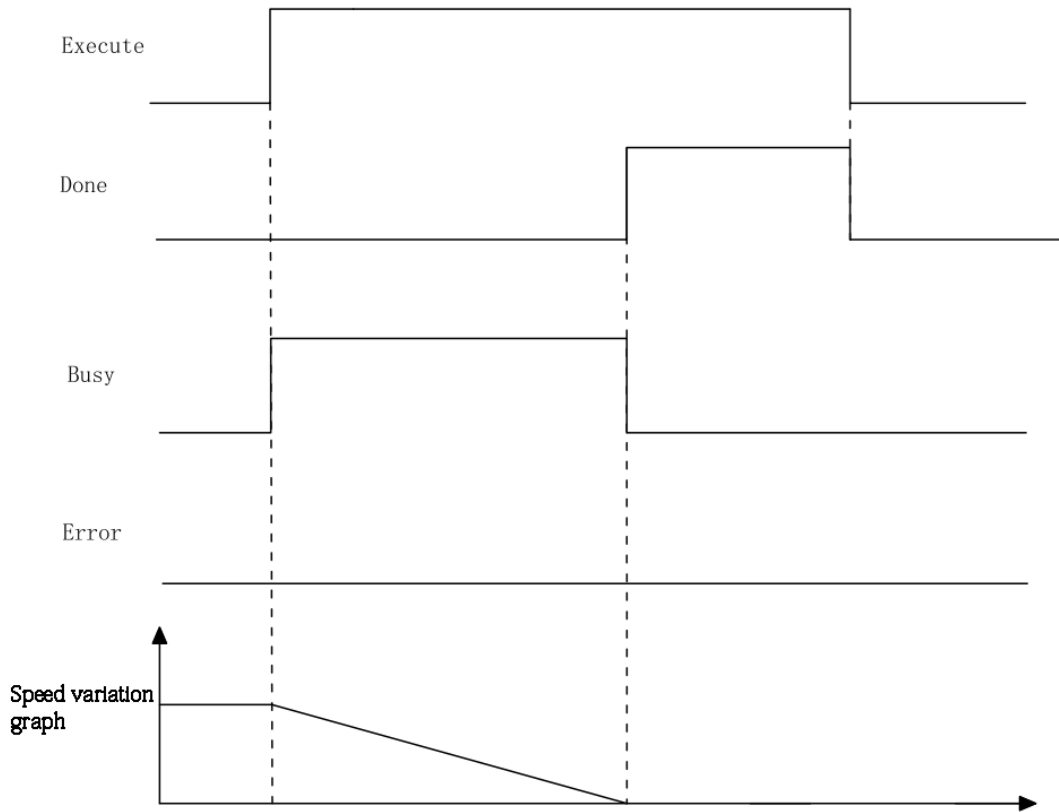 Execute
Done
Busy
Error
Speed variation
graph